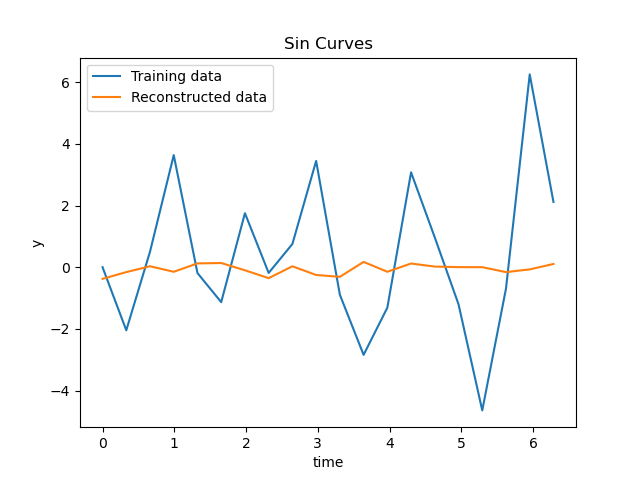 Sin Curves
Training data
Reconstructed data
6
4
2
0
−2
−4
y
0 1 2 3 4 5 6
time